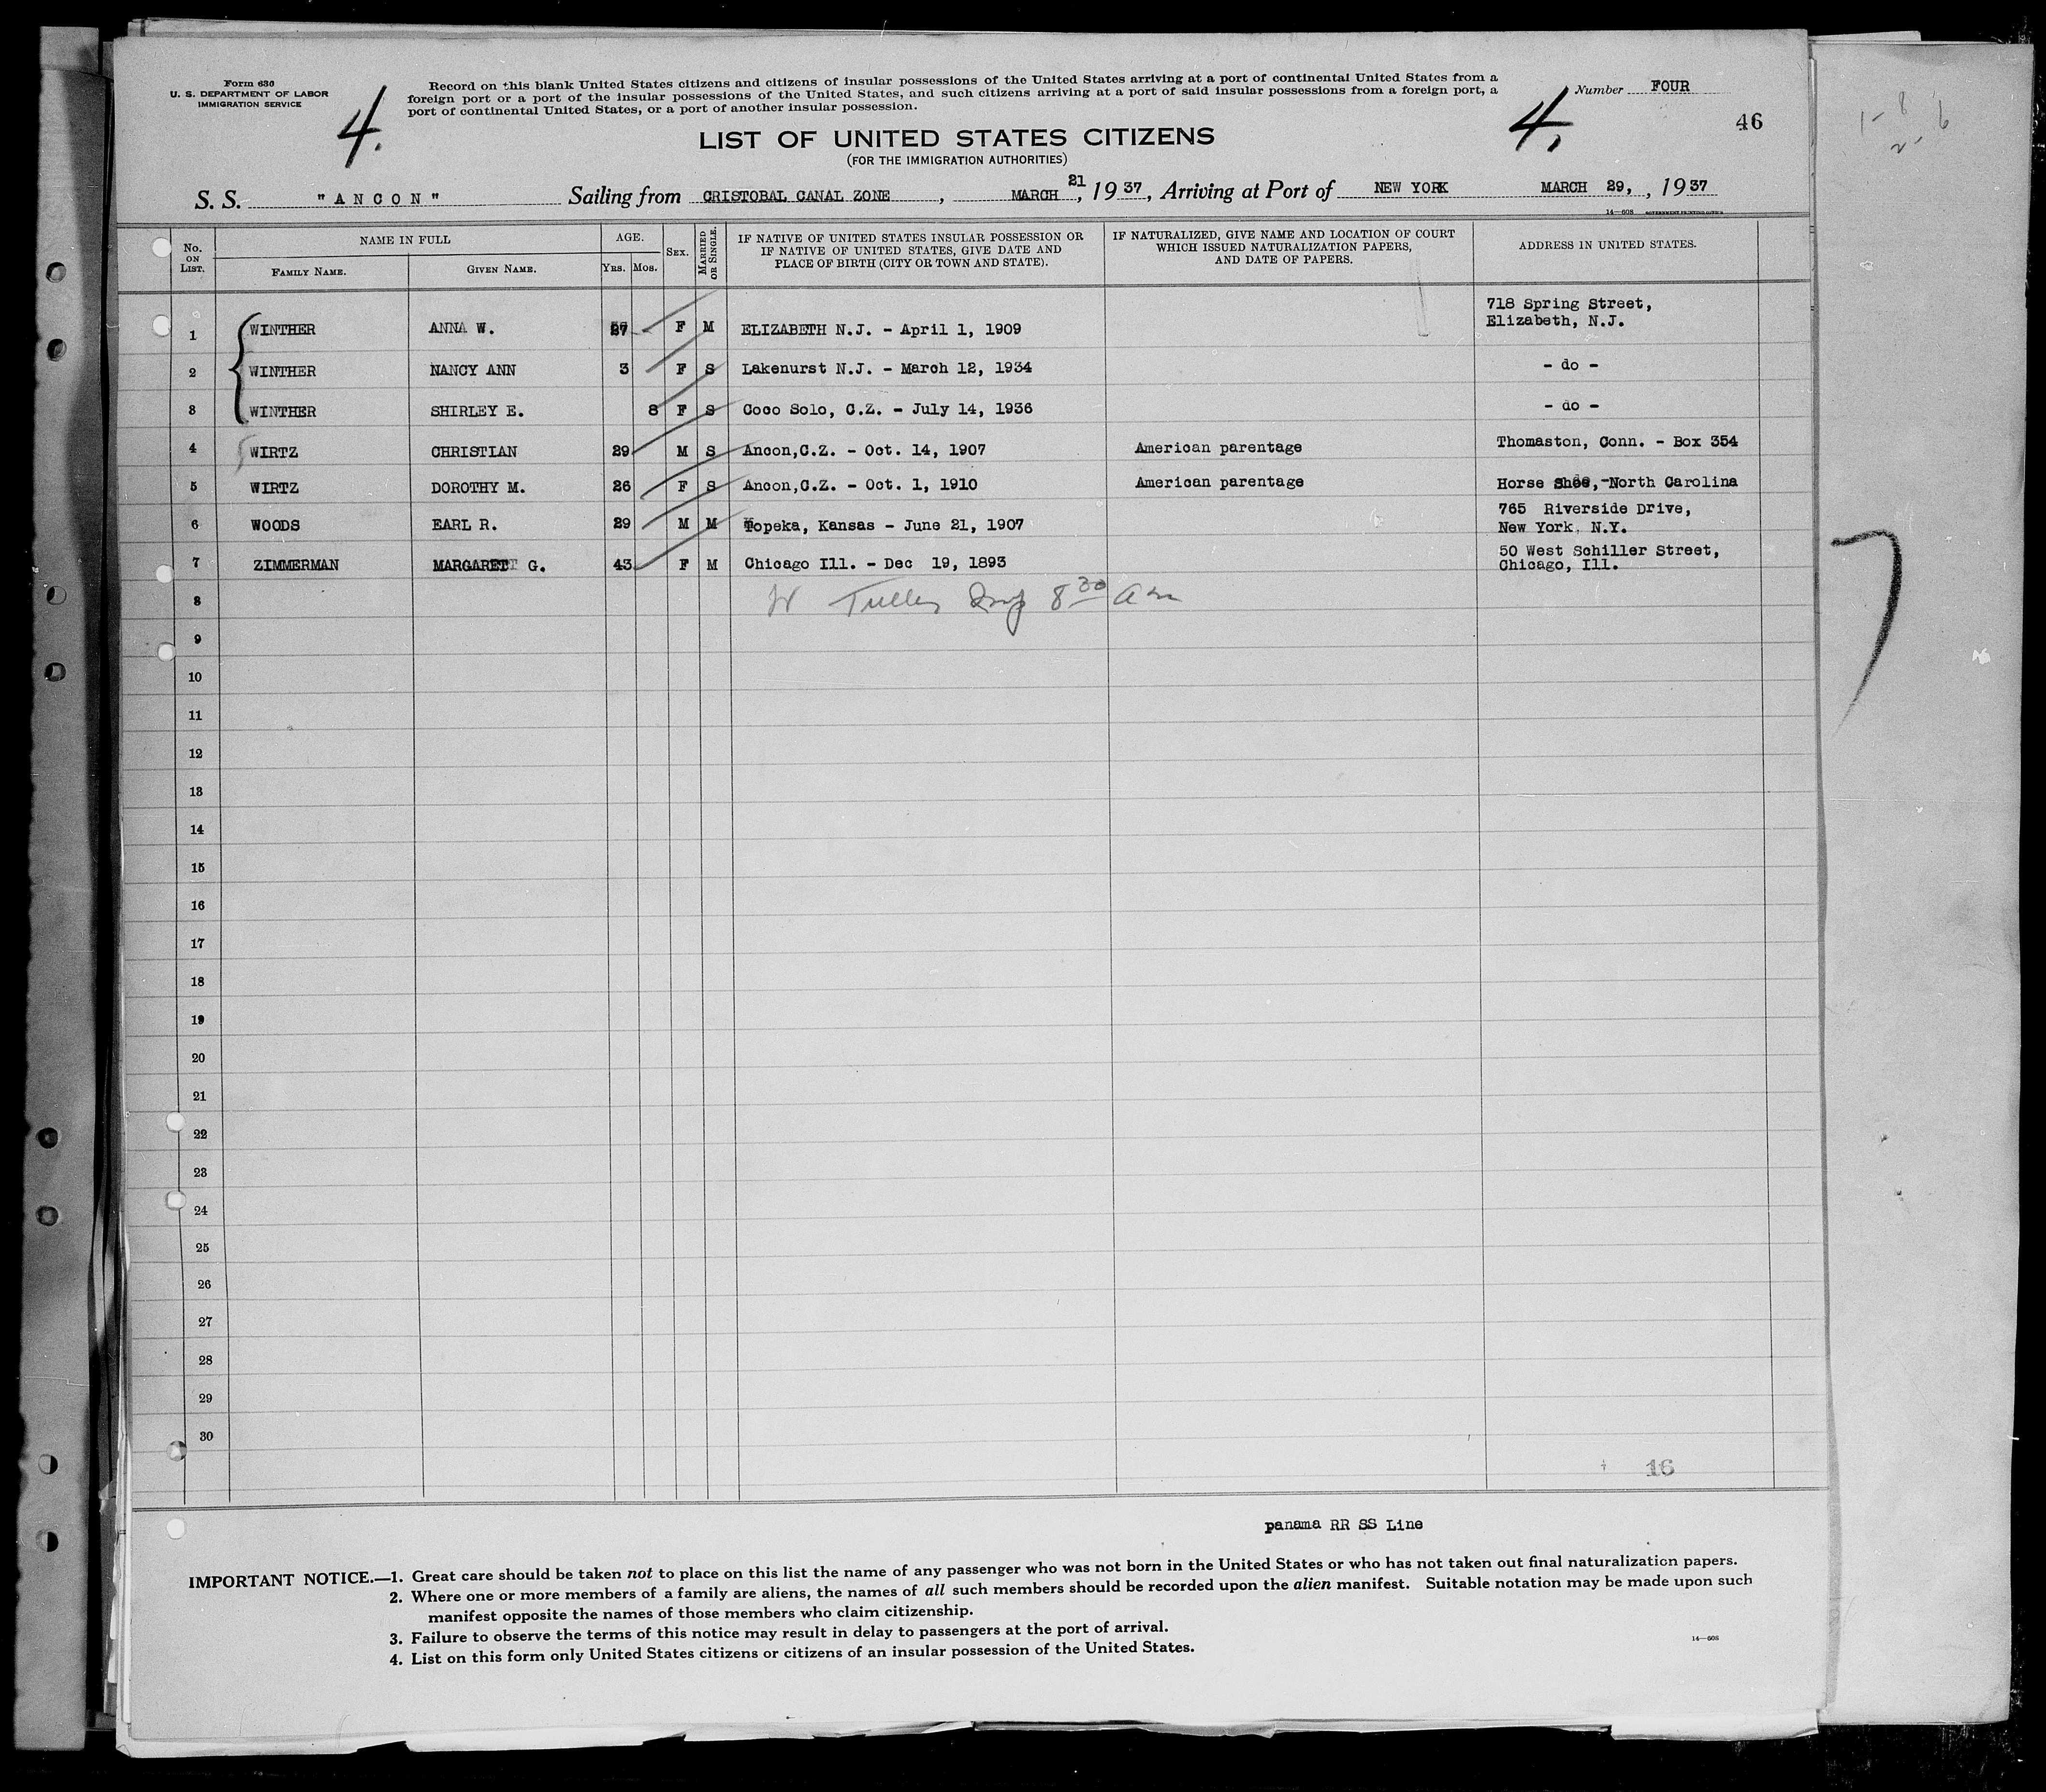 Form 630
U. S. DEPARTMENT OF LABOR
IMMIGRATION SERVICE
4.
Record on this blank United States citizens and citizens of insular possessions of the United States arriving at a port of continental United States from a
foreign port or a port of the insular possessions of the United States, and such citizens arriving at a port of said insular possessions from a foreign port, a
port of continental United States, or a port of another insular possession.
4.
Number FOUR
46
LIST OF UNITED STATES CITIZENS
(FOR THE IMMIGRATION AUTHORITIES)
S. S. "ANCON" Sailing from CRISTOBAL CANAL ZONE, MARCH 21, 1937, Arriving at Port of NEW YORK MARCH 29, , 1937
14—608 GOVERNMENT PRINTING OFFICE
No. ON LIST. NAME IN FULL FAMILY NAME. GIVEN NAME. AGE. YRS. MOS. SEX. MARRIED OR SINGLE. IF NATIVE OF UNITED STATES INSULAR POSSESSION OR IF NATIVE OF UNITED STATES, GIVE DATE AND PLACE OF BIRTH (CITY OR TOWN AND STATE). IF NATURALIZED, GIVE NAME AND LOCATION OF COURT WHICH ISSUED NATURALIZATION PAPERS, AND DATE OF PAPERS. ADDRESS IN UNITED STATES.
1 WINTHER ANNA W. 27 F M ELIZABETH N.J. - April 1, 1909 718 Spring Street, Elizabeth, N.J.
2 WINTHER NANCY ANN 3 F S Lakenurst N.J. - March 12, 1934 - do -
3 WINTHER SHIRLEY E. 8 F S Coco Solo, C.Z. - July 14, 1936 - do -
4 WIRTZ CHRISTIAN 29 M S Ancon,C.Z. - Oct. 14, 1907 American parentage Thomaston, Conn. - Box 354
5 WIRTZ DOROTHY M. 26 F S Ancon,C.Z. - Oct. 1, 1910 American parentage Horse Shoe,-North Carolina
6 WOODS EARL R. 29 M M Topeka, Kansas - June 21, 1907 765 Riverside Drive, New York, N.Y.
7 ZIMMERMAN MARGARETT G. 43 F M Chicago Ill. - Dec 19, 1893 50 West Schiller Street, Chicago, Ill.
8 8 30 am
9
10
11
12
13
14
15
16
17
18
19
20
21
22
23
24
25
26
27
28
29
30
16
panama RR SS Line
IMPORTANT NOTICE.—1. Great care should be taken not to place on this list the name of any passenger who was not born in the United States or who has not taken out final naturalization papers.
2. Where one or more members of a family are aliens, the names of all such members should be recorded upon the alien manifest. Suitable notation may be made upon such
manifest opposite the names of those members who claim citizenship.
3. Failure to observe the terms of this notice may result in delay to passengers at the port of arrival.
4. List on this form only United States citizens or citizens of an insular possession of the United States.
14—608